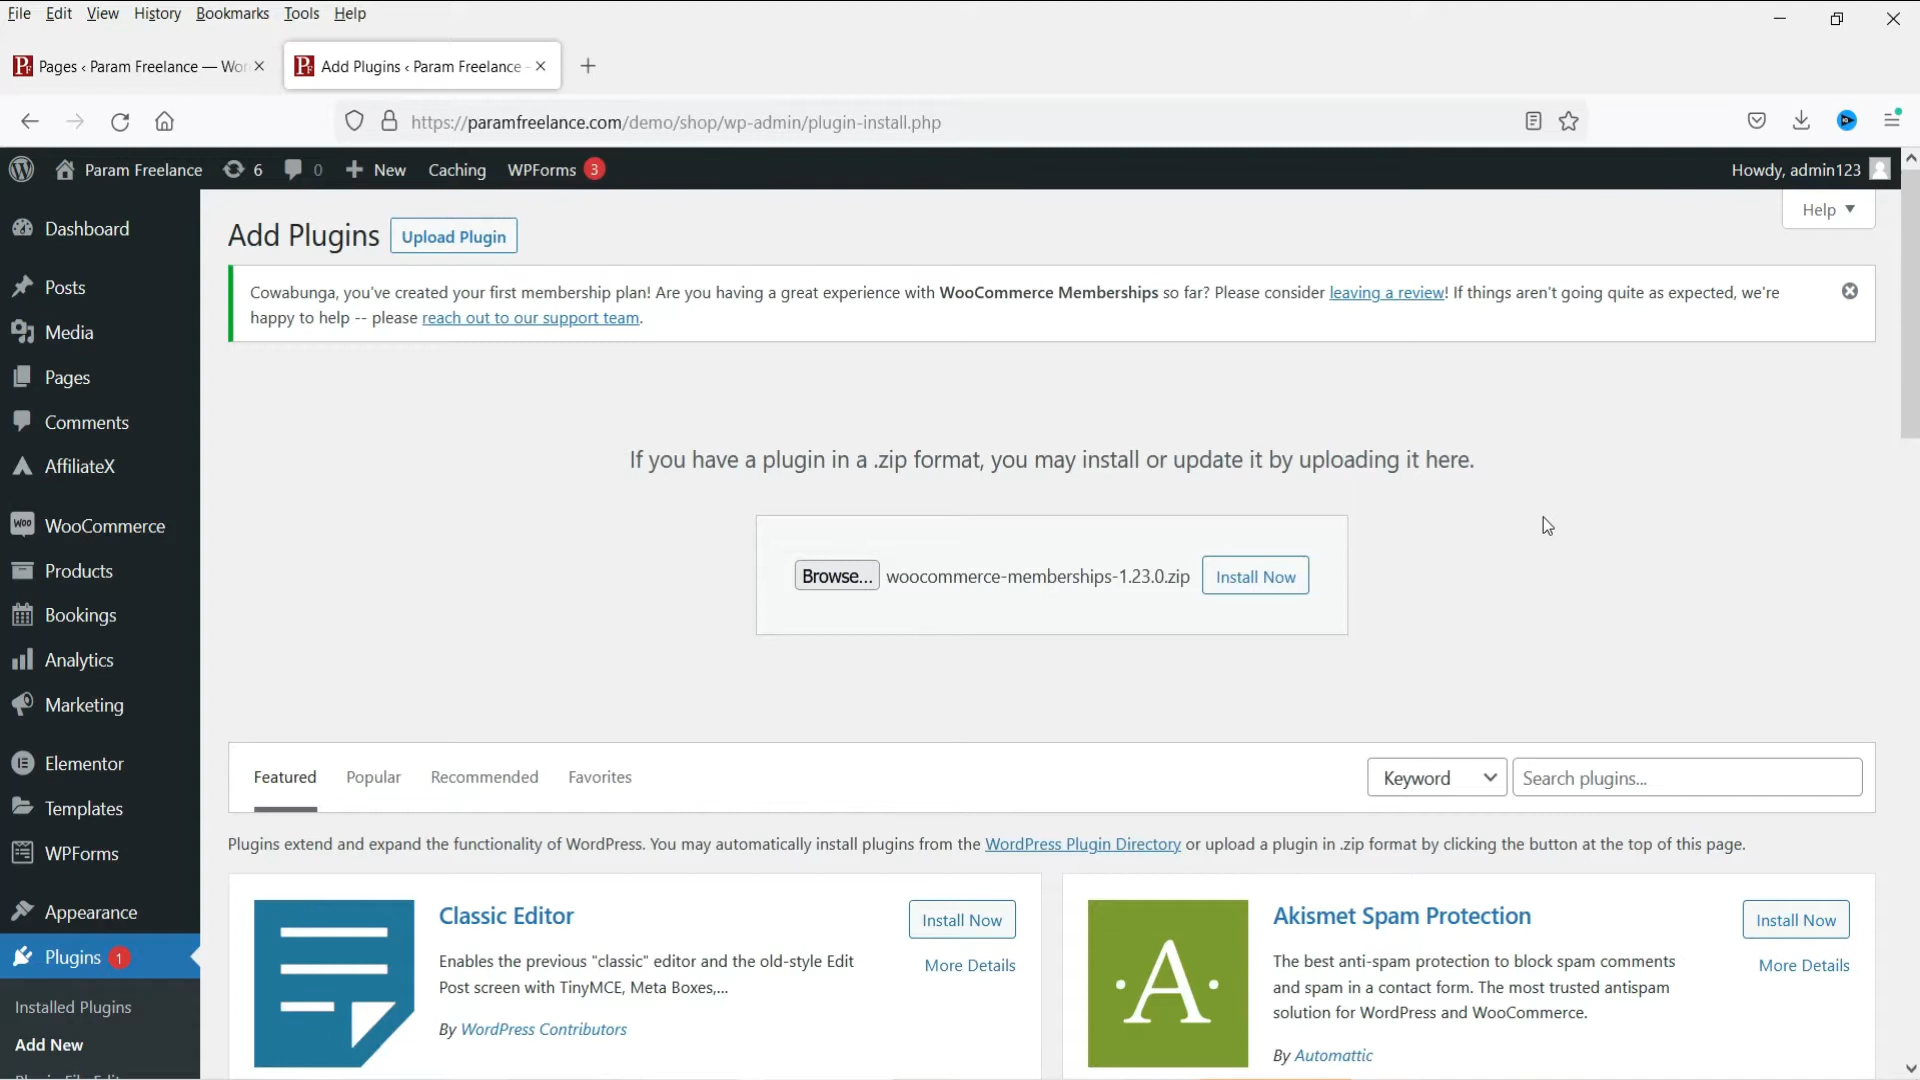 File Edit View History Bookmarks Tools Help
Pages ‹ Param Freelance — Wor
Add Plugins ‹ Param Freelance -
https://paramfreelance.com/demo/shop/wp-admin/plugin-install.php
Param Freelance 6 0 New Caching WPForms 3 Howdy, admin123
Help
Dashboard
Posts
Media
Pages
Comments
AffiliateX
WooCommerce
Products
Bookings
Analytics
Marketing
Elementor
Templates
WPForms
Appearance
Plugins 1
Installed Plugins
Add New
Add Plugins Upload Plugin
Cowabunga, you've created your first membership plan! Are you having a great experience with WooCommerce Memberships so far? Please consider leaving a review! If things aren't going quite as expected, we're
happy to help -- please reach out to our support team.
If you have a plugin in a .zip format, you may install or update it by uploading it here.
Browse... woocommerce-memberships-1.23.0.zip Install Now
Featured Popular Recommended Favorites Keyword Search plugins...
Plugins extend and expand the functionality of WordPress. You may automatically install plugins from the WordPress Plugin Directory or upload a plugin in .zip format by clicking the button at the top of this page.
Classic Editor
Install Now
More Details
Enables the previous "classic" editor and the old-style Edit
Post screen with TinyMCE, Meta Boxes,...
By WordPress Contributors
A
Akismet Spam Protection
Install Now
More Details
The best anti-spam protection to block spam comments
and spam in a contact form. The most trusted antispam
solution for WordPress and WooCommerce.
By Automattic